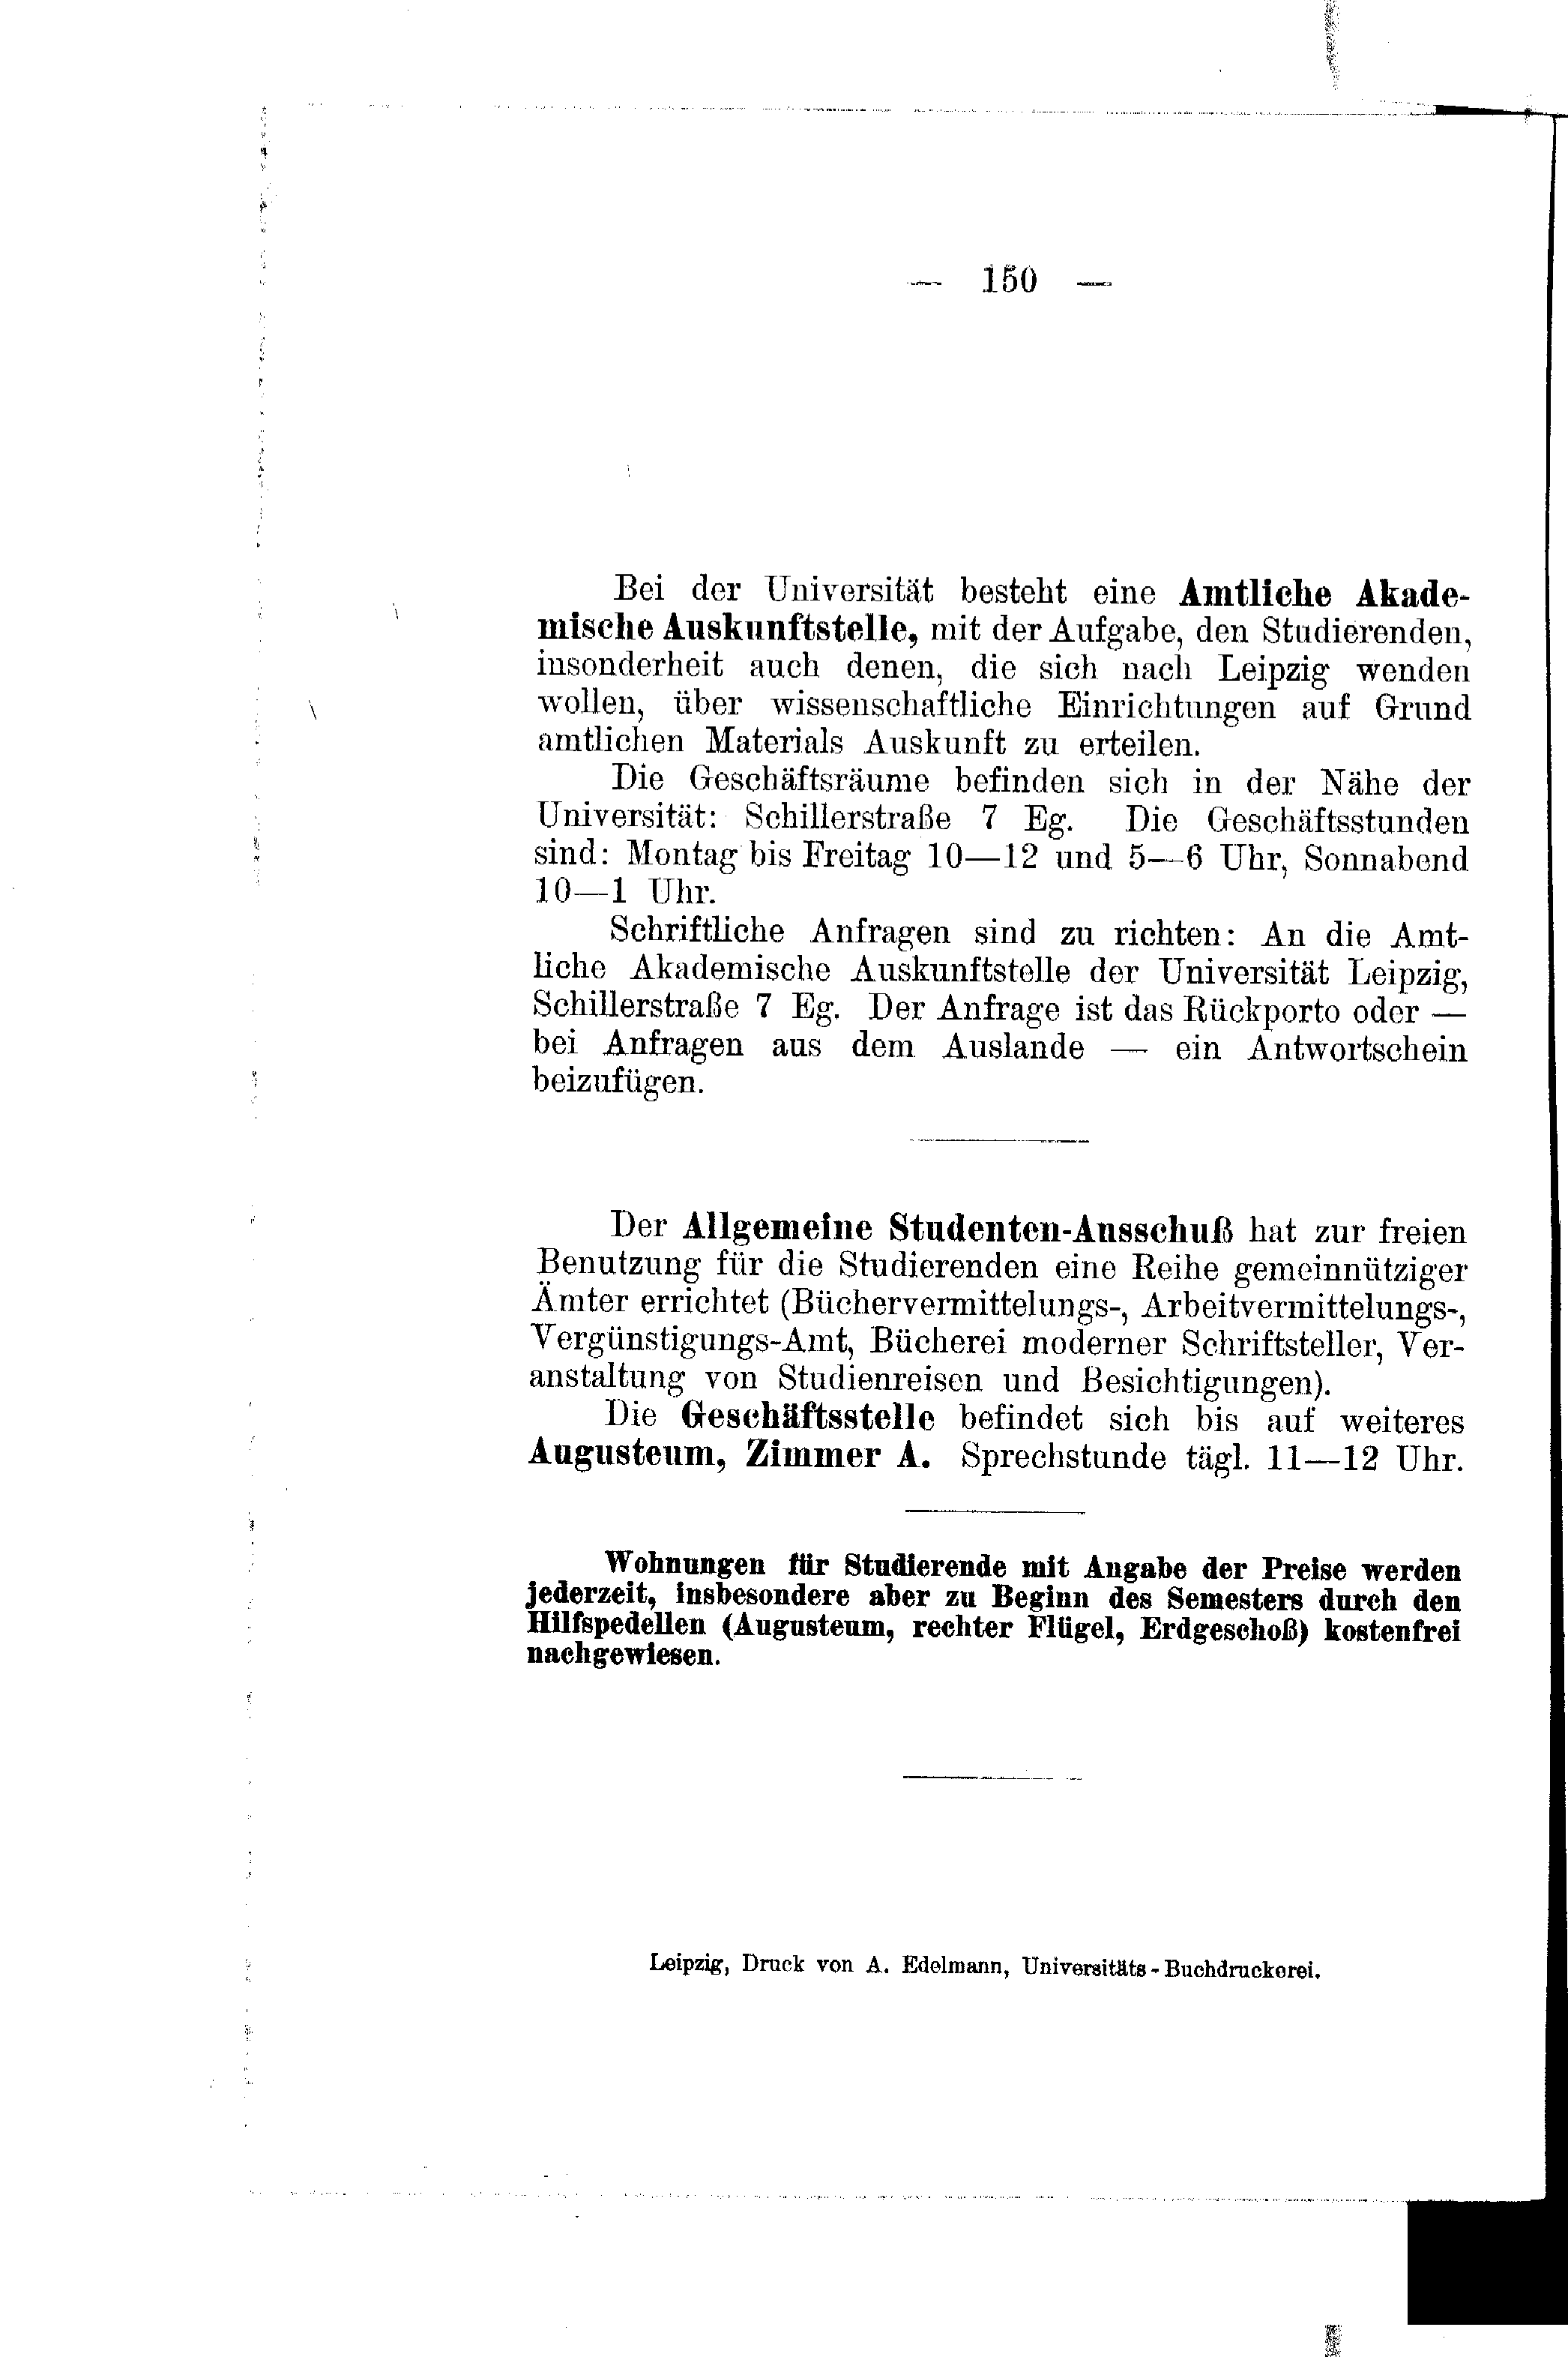 — 150 —
Bei der Universität besteht eine Amtliche Akade-
mische Auskunftstelle, mit der Aufgabe, den Studierenden,
insonderheit auch denen, die sich nach Leipzig wenden
wollen, über wissenschaftliche Einrichtungen auf Grund
amtlichen Materials Auskunft zu erteilen.
Die Geschäftsräume befinden sich in der Nähe der
Universität: Schillerstraße 7 Eg. Die Geschäftsstunden
sind: Montag bis Freitag 10—12 und 5—6 Uhr, Sonnabend
10—1 Uhr.
Schriftliche Anfragen sind zu richten: An die Amt-
liche Akademische Auskunftstelle der Universität Leipzig,
Schillerstraße 7 Eg. Der Anfrage ist das Rückporto oder —
bei Anfragen aus dem Auslande — ein Antwortschein
beizufügen.
Der Allgemeine Studenten-Ausschuß hat zur freien
Benutzung für die Studierenden eine Reihe gemeinnütziger
Ämter errichtet (Büchervermittelungs-, Arbeitvermittelungs-,
Vergünstigungs-Amt, Bücherei moderner Schriftsteller, Ver-
anstaltung von Studienreisen und Besichtigungen).
Die Geschäftsstelle befindet sich bis auf weiteres
Augusteum, Zimmer A. Sprechstunde tägl. 11—12 Uhr.
Wohnungen für Studierende mit Angabe der Preise werden
jederzeit, insbesondere aber zu Beginn des Semesters durch den
Hilfspedellen (Augusteum, rechter Flügel, Erdgeschoß) kostenfrei
nachgewiesen.
Leipzig, Druck von A. Edelmann, Universitäts-Buchdruckerei.